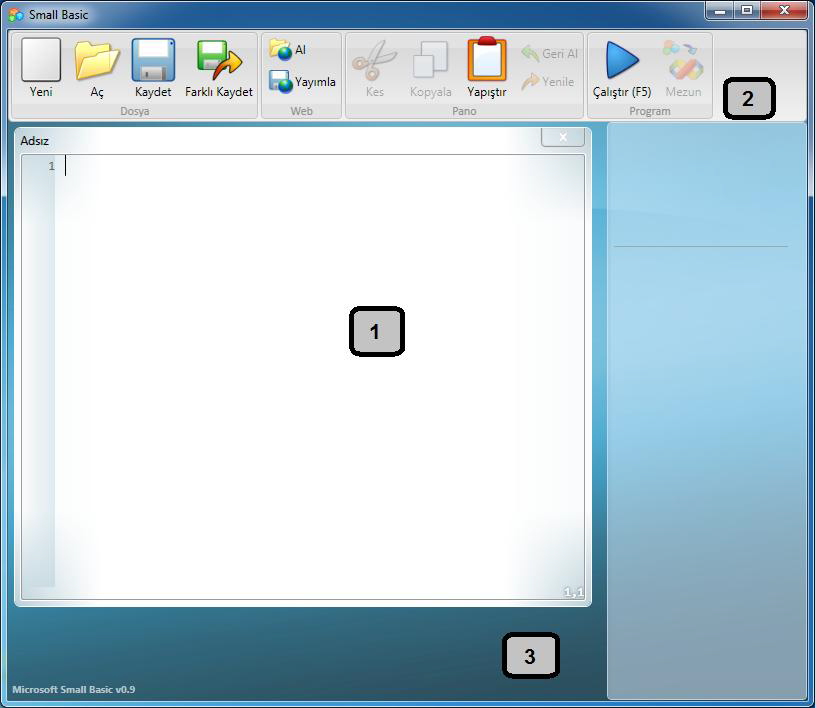 Small Basic
Yeni
Aç
Kaydet
Farklı Kaydet
Dosya
Al
Yayımla
Web
Kes
Kopyala
Yapıştır
Geri Al
Yenile
Pano
Çalıştır (F5)
Mezun
Program
2
Adsız
1
1
1,1
3
Microsoft Small Basic v0.9